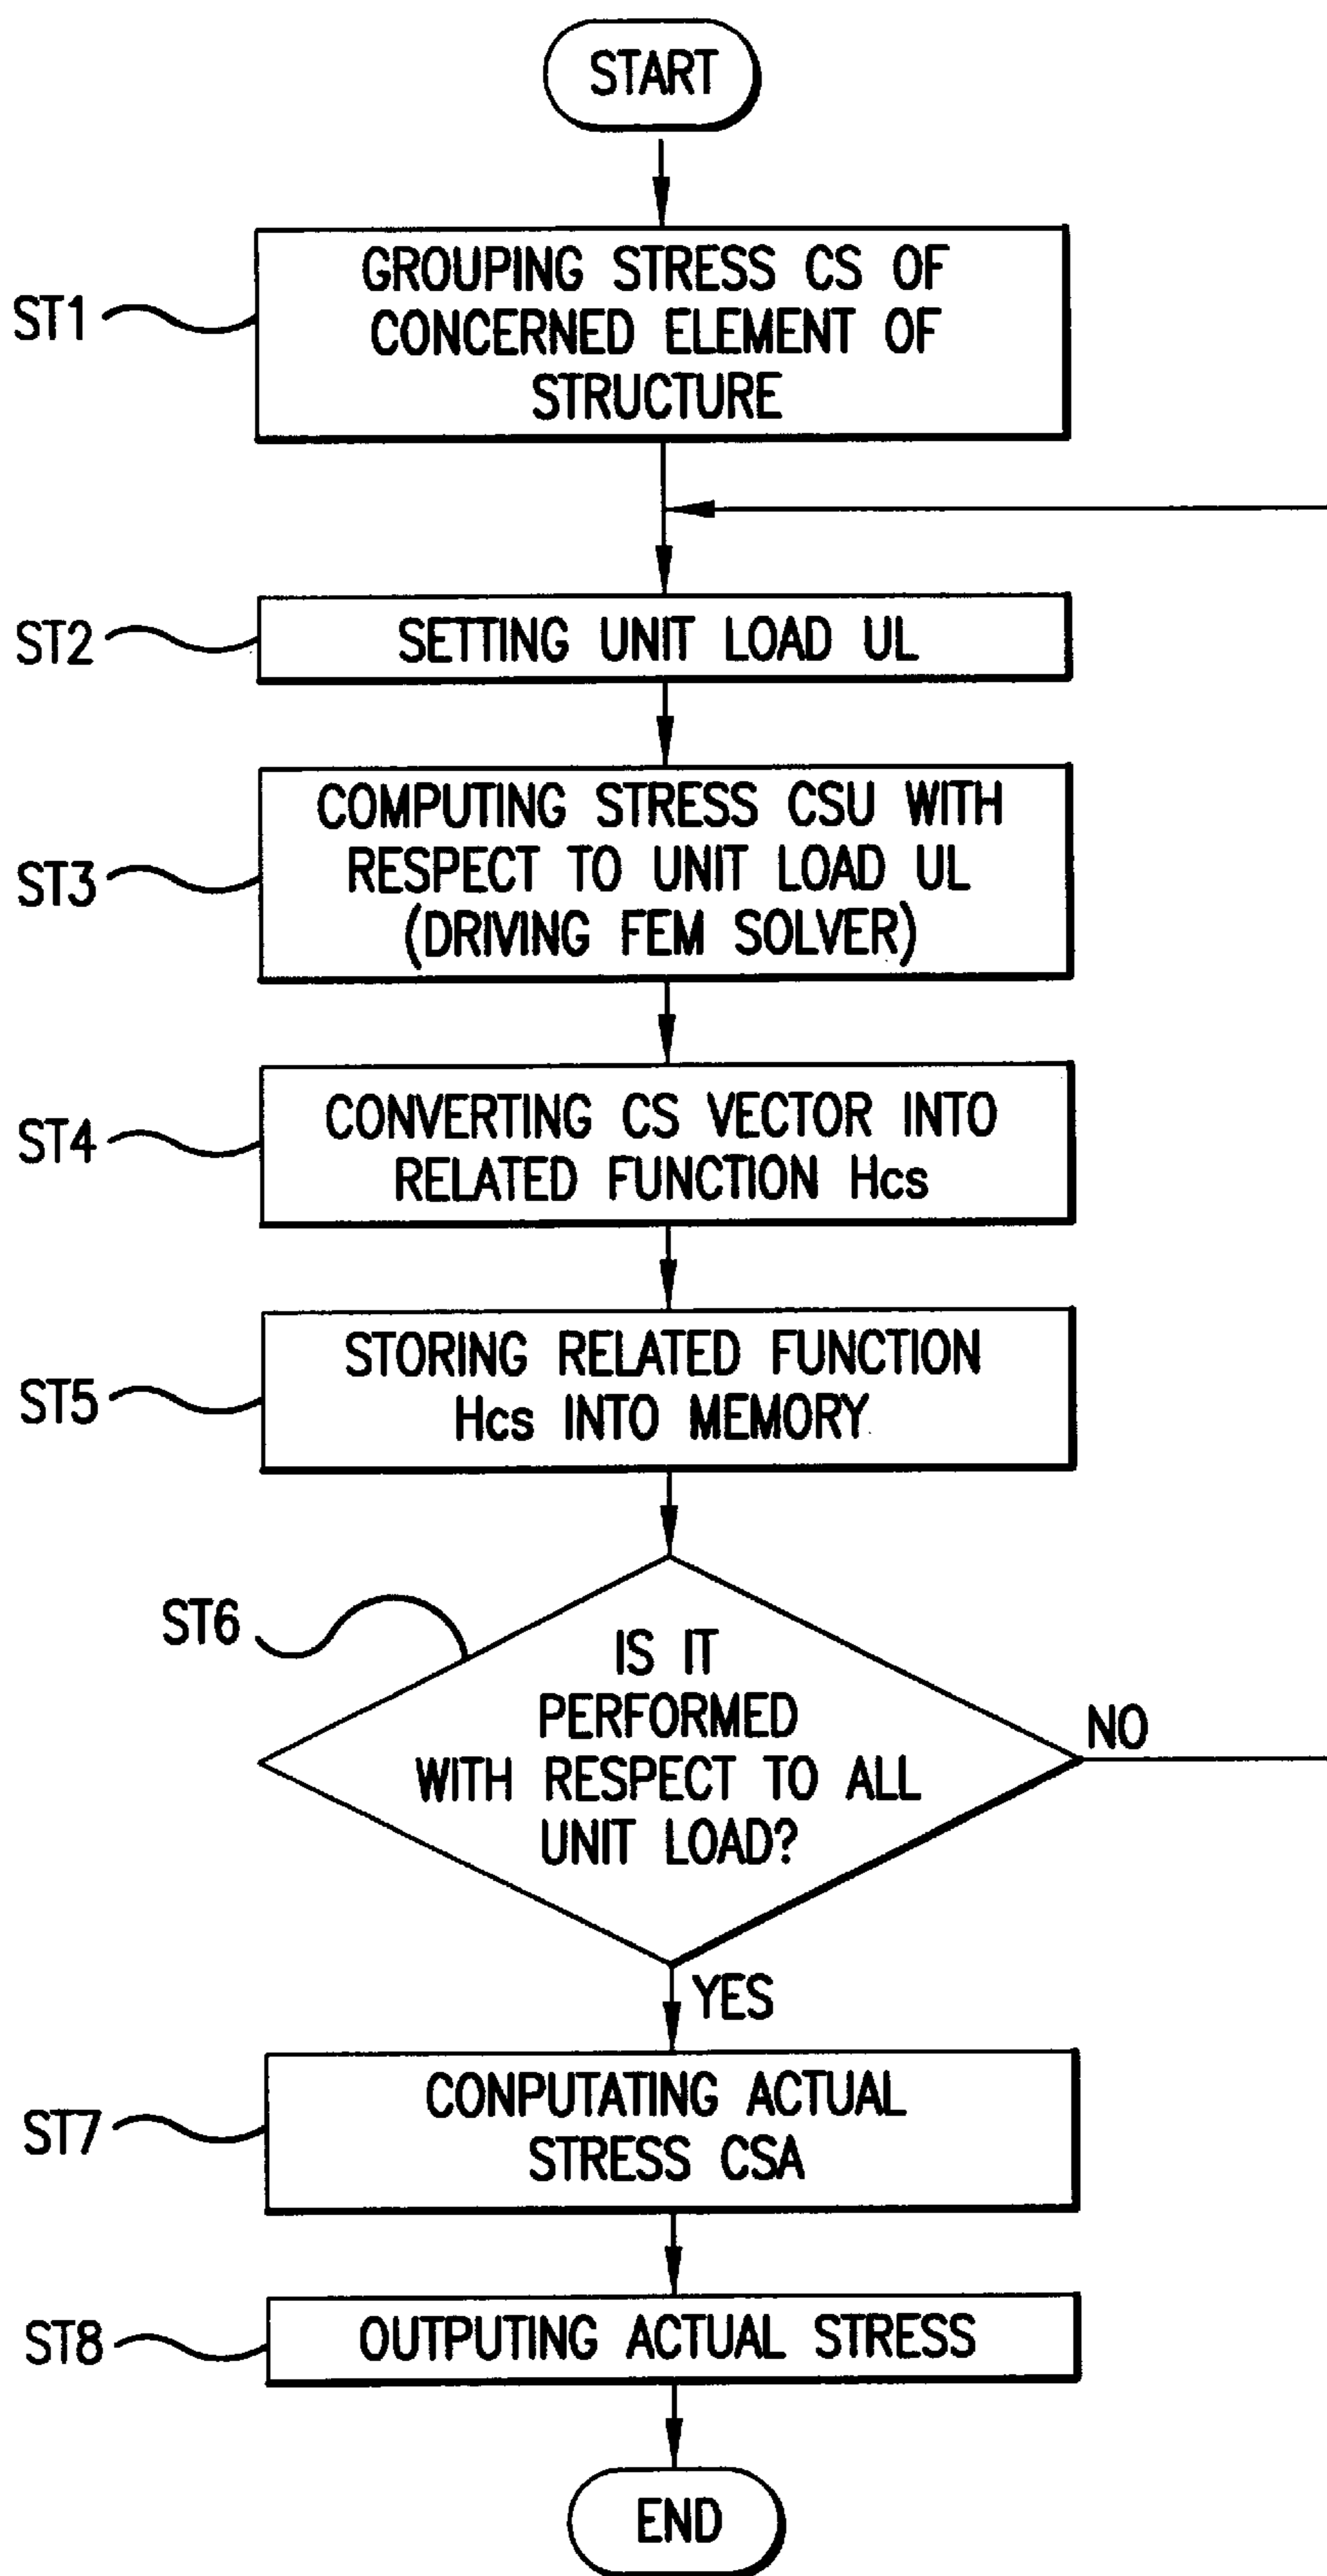 START
ST1
GROUPING STRESS CS OF
CONCERNED ELEMENT OF
STRUCTURE
ST2
SETTING UNIT LOAD UL
ST3
COMPUTING STRESS CSU WITH
RESPECT TO UNIT LOAD UL
(DRIVING FEM SOLVER)
ST4
CONVERTING CS VECTOR INTO
RELATED FUNCTION Hcs
ST5
STORING RELATED FUNCTION
Hcs INTO MEMORY
ST6
IS IT
PERFORMED
WITH RESPECT TO ALL
UNIT LOAD?
NO
YES
ST7
CONPUTATING ACTUAL
STRESS CSA
ST8
OUTPUTING ACTUAL STRESS
END